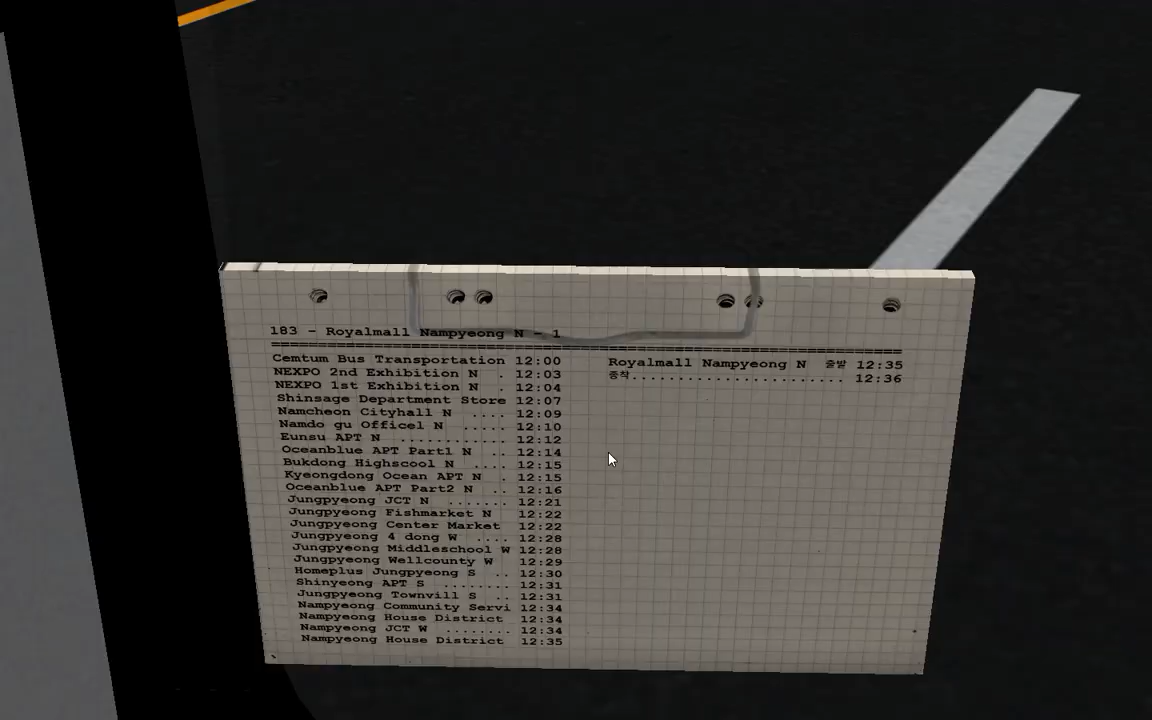 183 - Royalmall Nampyeong N - 1
Cemtum Bus Transportation 12:00
NEXPO 2nd Exhibition N . 12:03
NEXPO 1st Exhibition N . 12:04
Shinsage Department Store 12:07
Namcheon Cityhall N .... 12:09
Namdo gu Officel N ..... 12:10
Eunsu APT N ............ 12:12
Oceanblue APT Part1 N .. 12:14
Bukdong Highscool N .... 12:15
Kyeongdong Ocean APT N . 12:15
Oceanblue APT Part2 N .. 12:16
Jungpyeong JCT N ....... 12:21
Jungpyeong Fishmarket N 12:22
Jungpyeong Center Market 12:22
Jungpyeong 4 dong W .... 12:28
Jungpyeong Middleschool W 12:28
Jungpyeong Wellcounty W 12:29
Homeplus Jungpyeong S .. 12:30
Shinyeong APT S ........ 12:31
Jungpyeong Townvill S .. 12:31
Nampyeong Community Servi 12:34
Nampyeong House District 12:34
Nampyeong JCT W ........ 12:34
Nampyeong House District 12:35
Royalmall Nampyeong N 출발 12:35
종착....................... 12:36